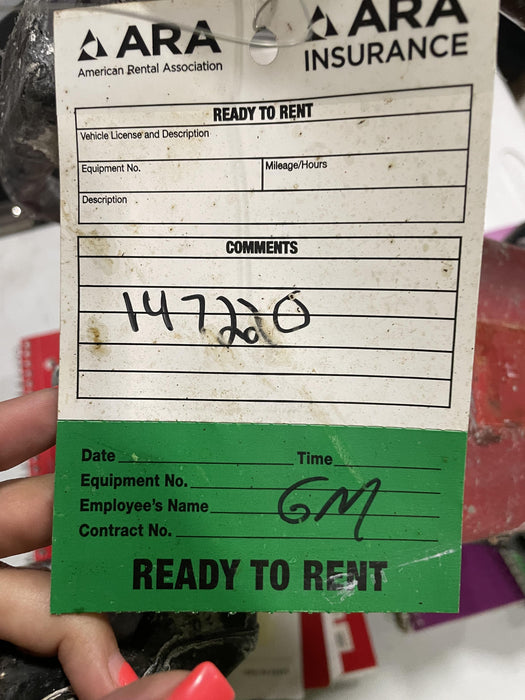 ARA ARA
American Rental Association INSURANCE
READY TO RENT
Vehicle License and Description
Equipment No. Mileage/Hours
Description
COMMENTS
147220
Date Time
Equipment No.
Employee's Name GM
Contract No.
READY TO RENT